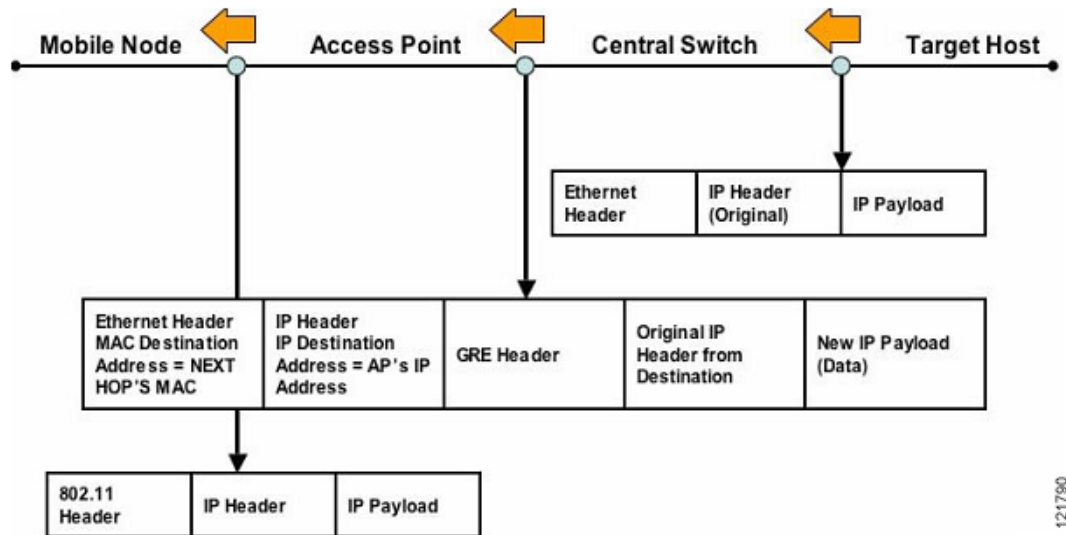 Mobile Node
Access Point
Central Switch
Target Host
Ethernet
Header
IP Header
(Original)
IP Payload
Ethernet Header
MAC Destination
Address = NEXT
HOP'S MAC
IP Header
IP Destination
Address = AP's IP
Address
GRE Header
Original IP
Header from
Destination
New IP Payload
(Data)
802.11
Header
IP Header
IP Payload
121790